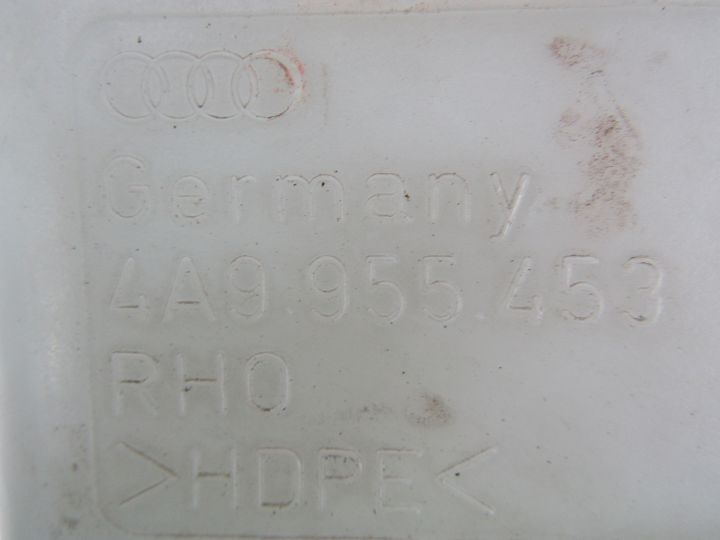 Germany
4A9.955.453
RHO
>HDPE<